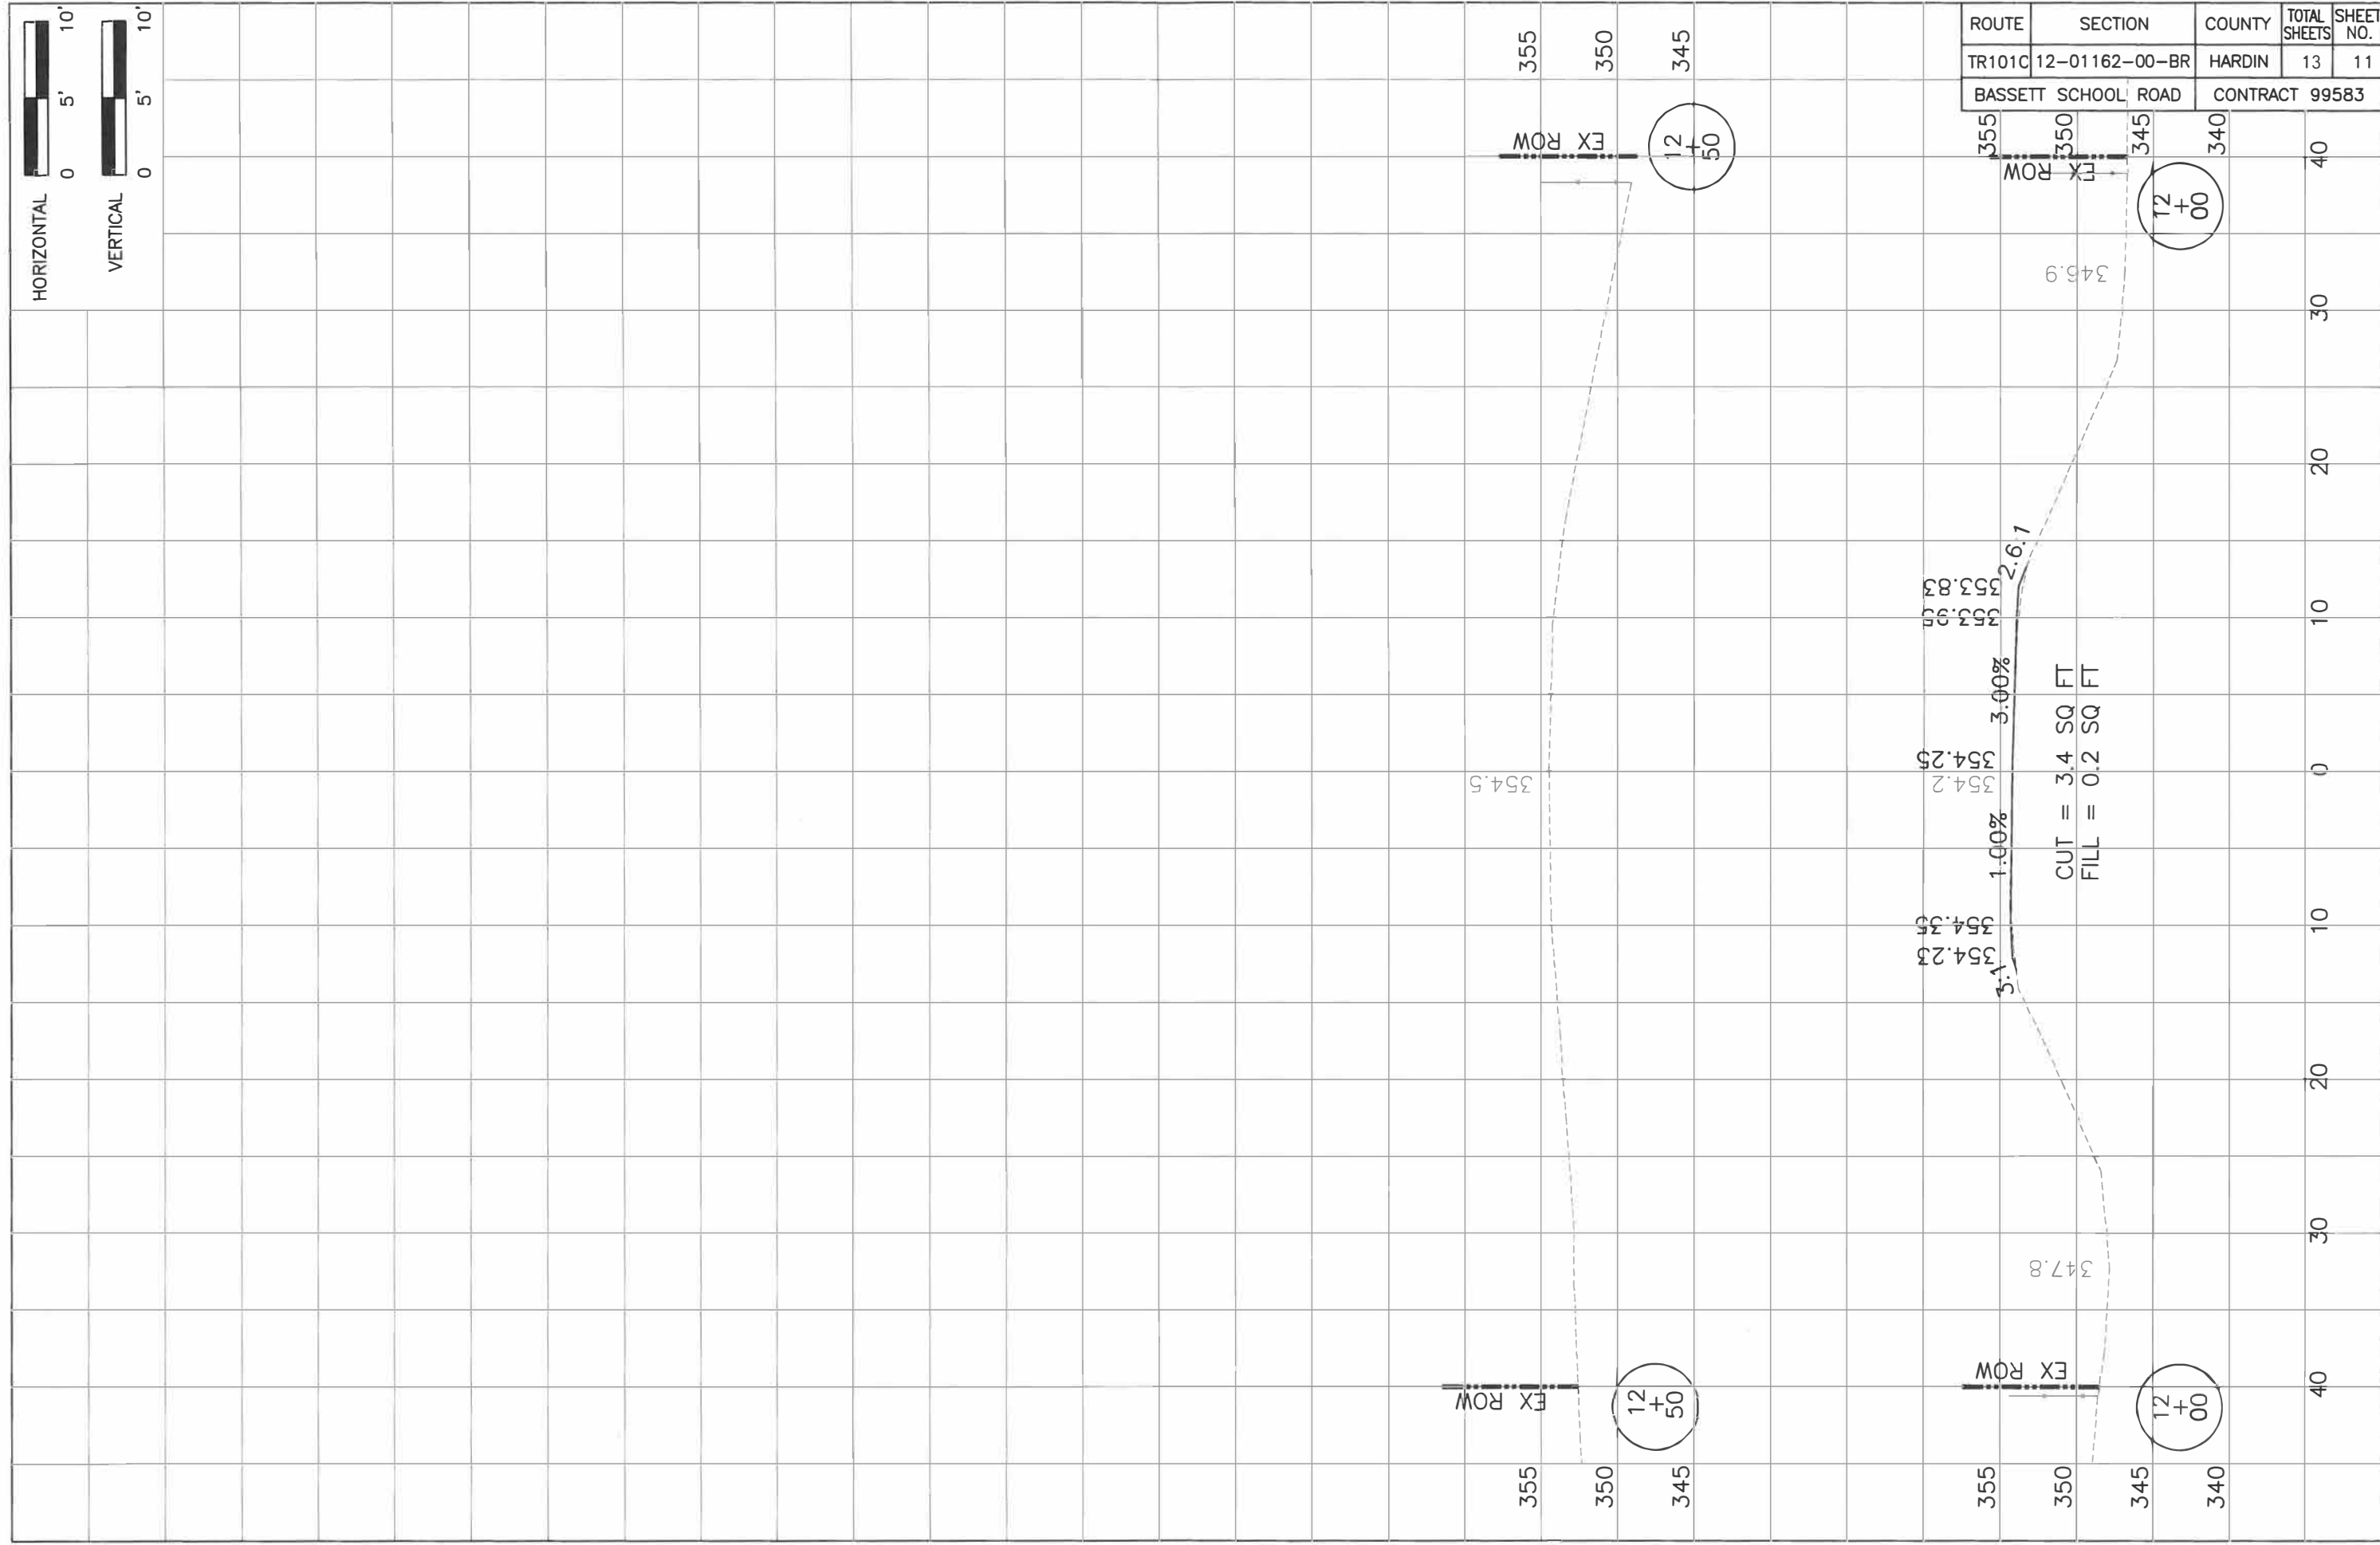 ROUTE SECTION COUNTY TOTAL SHEETS SHEET NO.
TR101C 12-01162-00-BR HARDIN 13 11
BASSETT SCHOOL ROAD CONTRACT 99583
HORIZONTAL 0 5' 10'
VERTICAL 0 5' 10'
355 355
350 350
345 345
EX ROW EX ROW
12+50 12+50
354.5
355 355
350 350
345 345
340 340
EX ROW EX ROW
12+00 12+00
347.8 346.9
3:1 354.23 354.35 1.00% 354.2 354.25 3.00% 353.95 353.83 2.6:1
CUT = 3.4 SQ FT
FILL = 0.2 SQ FT
40 30 20 10 0 10 20 30 40